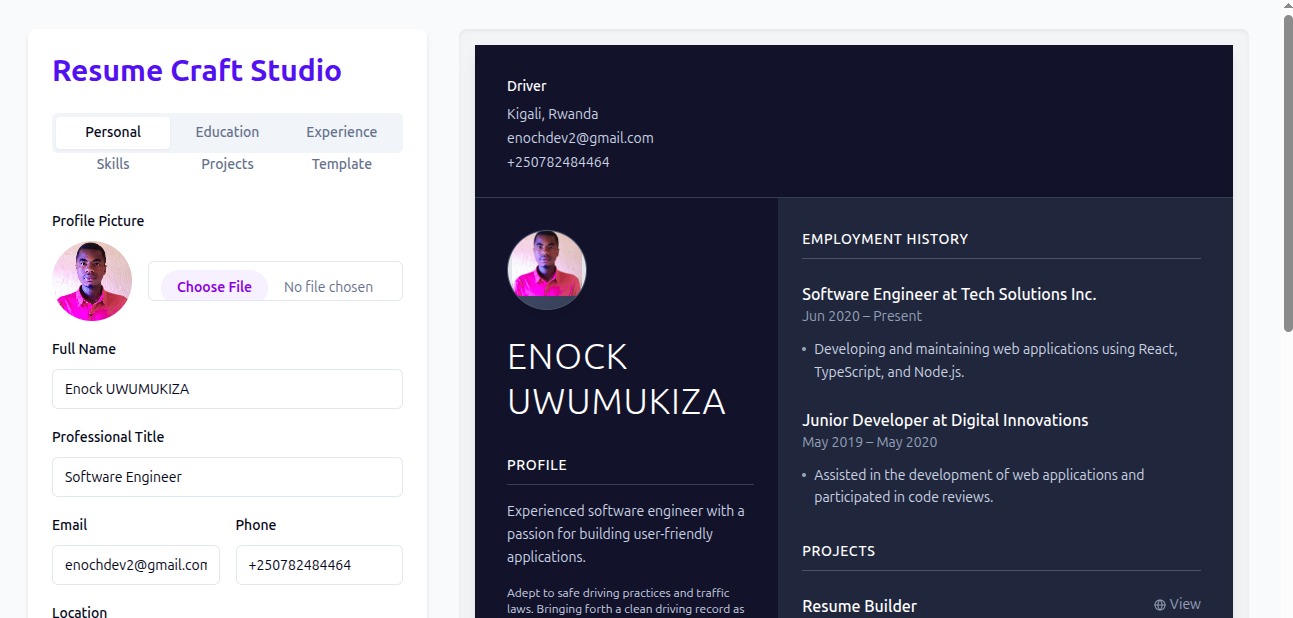 Resume Craft Studio
Personal
Education
Experience
Skills
Projects
Template
Profile Picture
Choose File
No file chosen
Full Name
Enock UWUMUKIZA
Professional Title
Software Engineer
Email
Phone
enochdev2@gmail.con
+250782484464
Location
Driver
Kigali, Rwanda
enochdev2@gmail.com
+250782484464
ENOCK
UWUMUKIZA
PROFILE
Experienced software engineer with a
passion for building user-friendly
applications.
Adept to safe driving practices and traffic
laws. Bringing forth a clean driving record as
EMPLOYMENT HISTORY
Software Engineer at Tech Solutions Inc.
Jun 2020 – Present
• Developing and maintaining web applications using React,
TypeScript, and Node.js.
Junior Developer at Digital Innovations
May 2019 – May 2020
• Assisted in the development of web applications and
participated in code reviews.
PROJECTS
Resume Builder
View